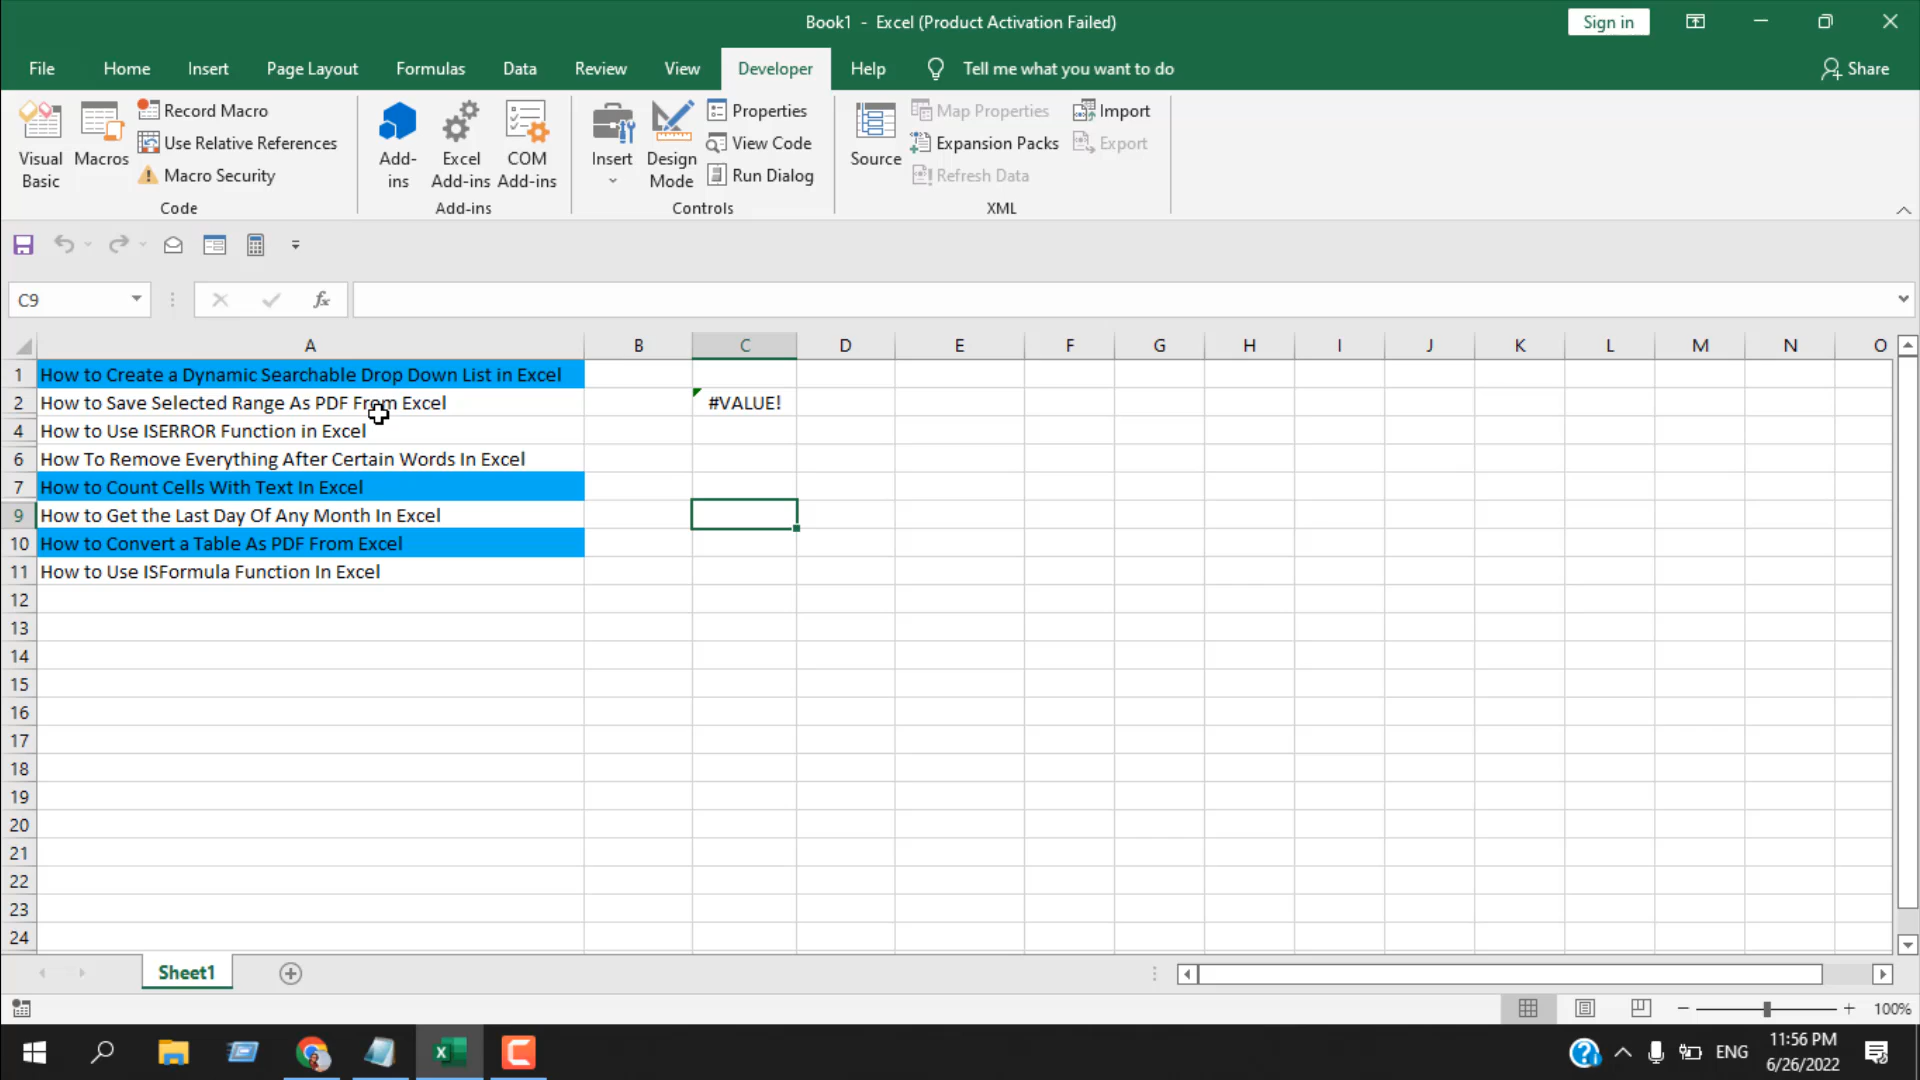 Book1 - Excel (Product Activation Failed)
Sign in
File Home Insert Page Layout Formulas Data Review View Developer Help Tell me what you want to do Share
Visual Basic
Macros
Record Macro
Use Relative References
Macro Security
Code
Add-ins
Excel Add-ins
COM Add-ins
Add-ins
Insert
Design Mode
Properties
View Code
Run Dialog
Controls
Source
Map Properties
Expansion Packs
Refresh Data
Import
Export
XML
C9
fx
A B C D E F G H I J K L M N O
1 How to Create a Dynamic Searchable Drop Down List in Excel
2 How to Save Selected Range As PDF From Excel #VALUE!
4 How to Use ISERROR Function in Excel
6 How To Remove Everything After Certain Words In Excel
7 How to Count Cells With Text In Excel
9 How to Get the Last Day Of Any Month In Excel
10 How to Convert a Table As PDF From Excel
11 How to Use ISFormula Function In Excel
12
13
14
15
16
17
18
19
20
21
22
23
24
Sheet1
100%
ENG
11:56 PM
6/26/2022